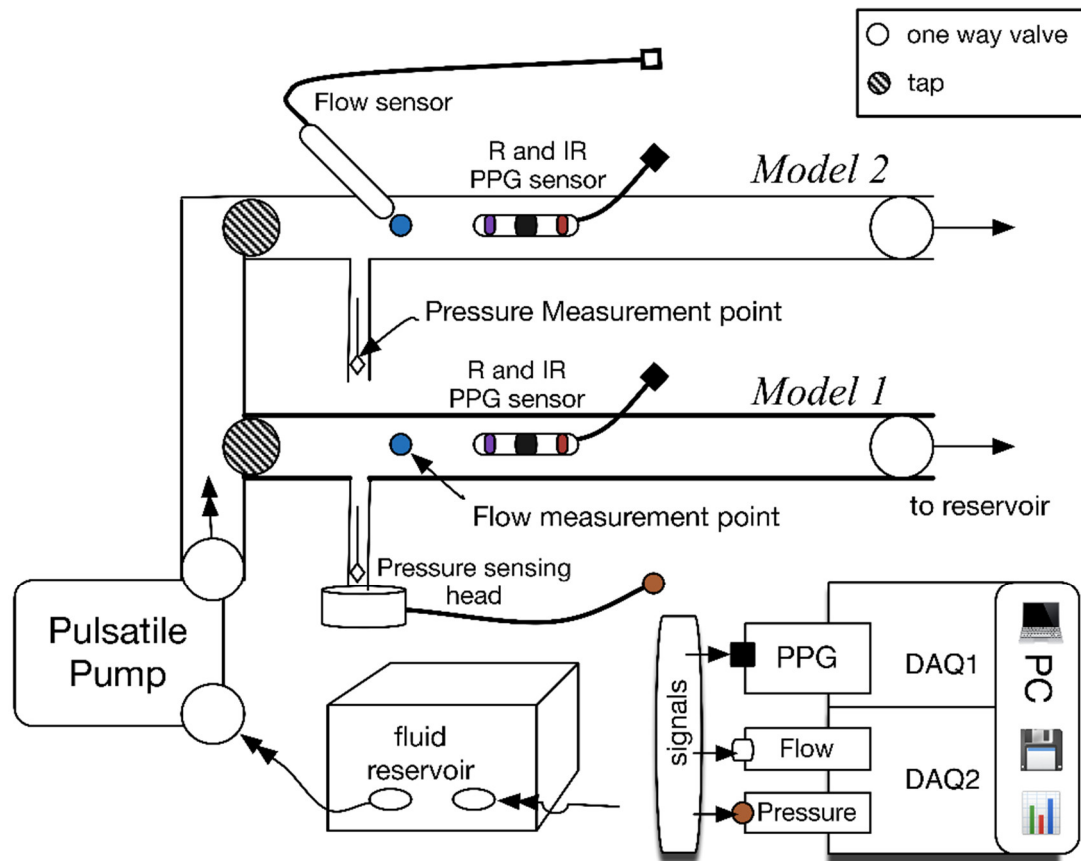 one way valve
tap
Flow sensor
R and IR
PPG sensor
Model 2
Pressure Measurement point
R and IR
PPG sensor
Model 1
Flow measurement point
to reservoir
Pressure sensing
head
Pulsatile
Pump
fluid
reservoir
signals
PPG
Flow
Pressure
DAQ1
DAQ2
PC